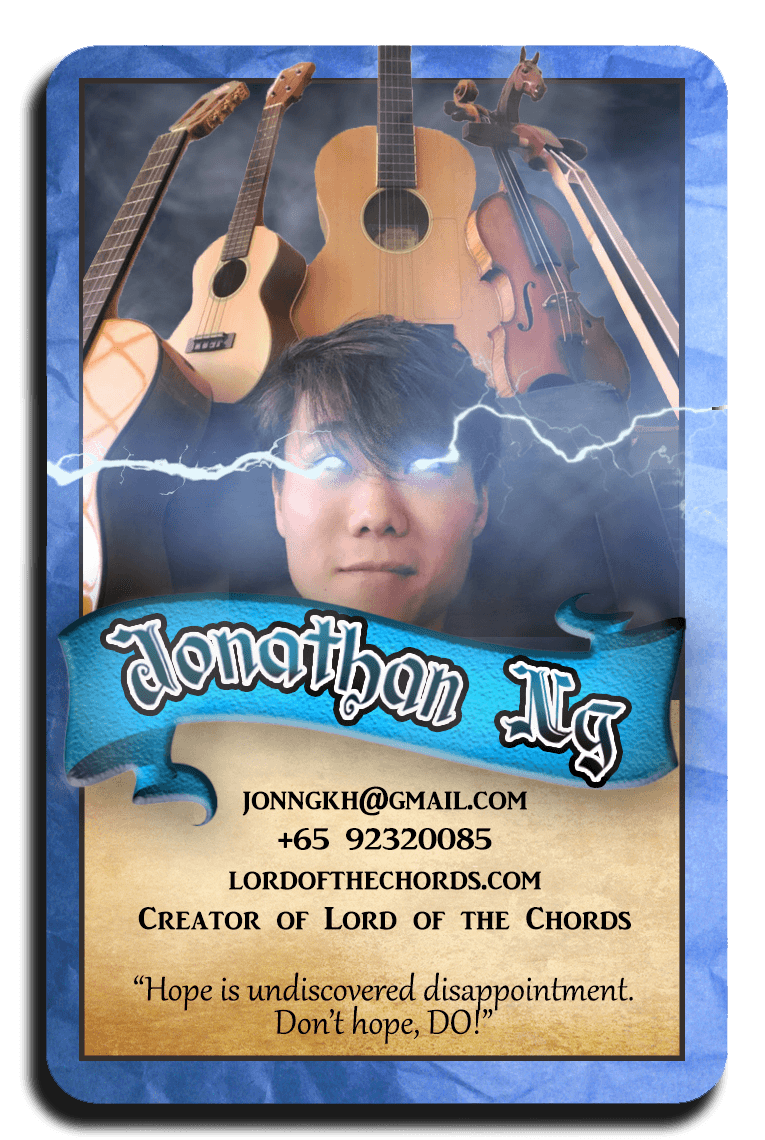 Jonathan Ng
JONNGKH@GMAIL.COM
+65 92320085
LORDOFTHECHORDS.COM
Creator of Lord of the Chords
“Hope is undiscovered disappointment.
Don’t hope, DO!”